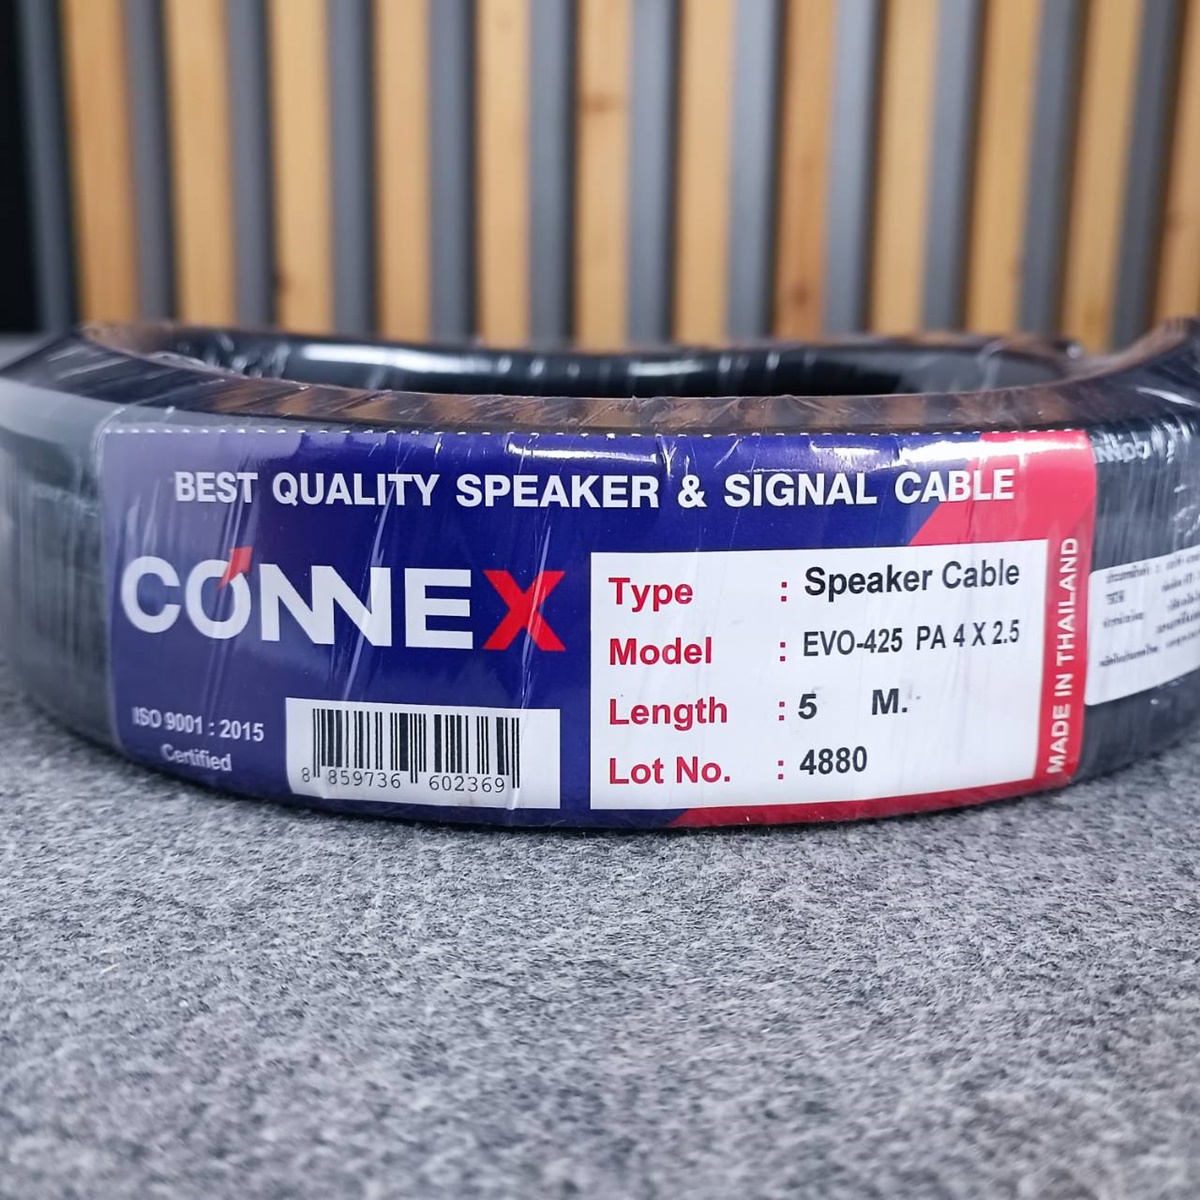 BEST QUALITY SPEAKER & SIGNAL CABLE
CONNEX
ISO 9001 : 2015
Certified
8 859736 602369
Type : Speaker Cable
Model : EVO-425 PA 4 X 2.5
Length : 5 M.
Lot No. : 4880
MADE IN THAILAND